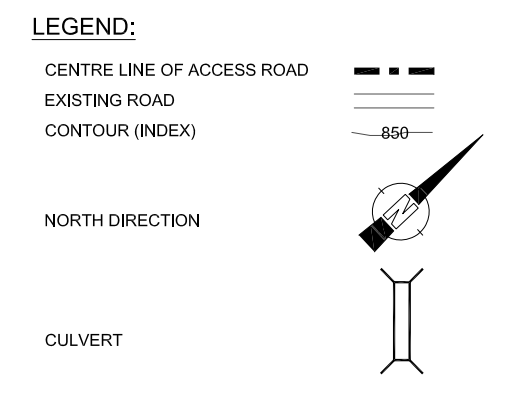 LEGEND:
CENTRE LINE OF ACCESS ROAD
EXISTING ROAD
CONTOUR (INDEX) 850
NORTH DIRECTION N
CULVERT